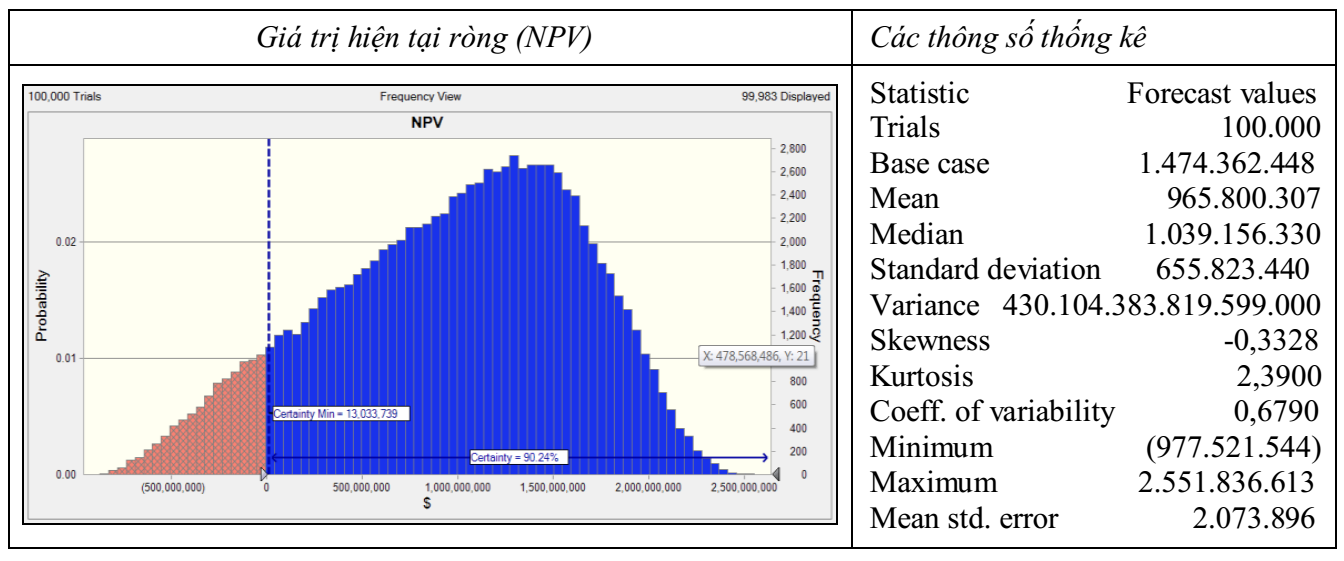 Giá trị hiện tại ròng (NPV)
Các thông số thống kê
100,000 Trials
Frequency View
99,983 Displayed
NPV
Probability
0.02
0.01
0.00
2,800
2,600
2,400
2,200
2,000
1,800
1,600
1,400
1,200
800
600
400
200
0
Frequency
X: 478,568,486, Y: 21
Certainty Min = 13,033,739
Certainty = 90.24%
(500,000,000)
0
500,000,000
1,000,000,000
1,500,000,000
2,000,000,000
2,500,000,000
$
Statistic Forecast values
Trials 100.000
Base case 1.474.362.448
Mean 965.800.307
Median 1.039.156.330
Standard deviation 655.823.440
Variance 430.104.383.819.599.000
Skewness -0,3328
Kurtosis 2,3900
Coeff. of variability 0,6790
Minimum (977.521.544)
Maximum 2.551.836.613
Mean std. error 2.073.896